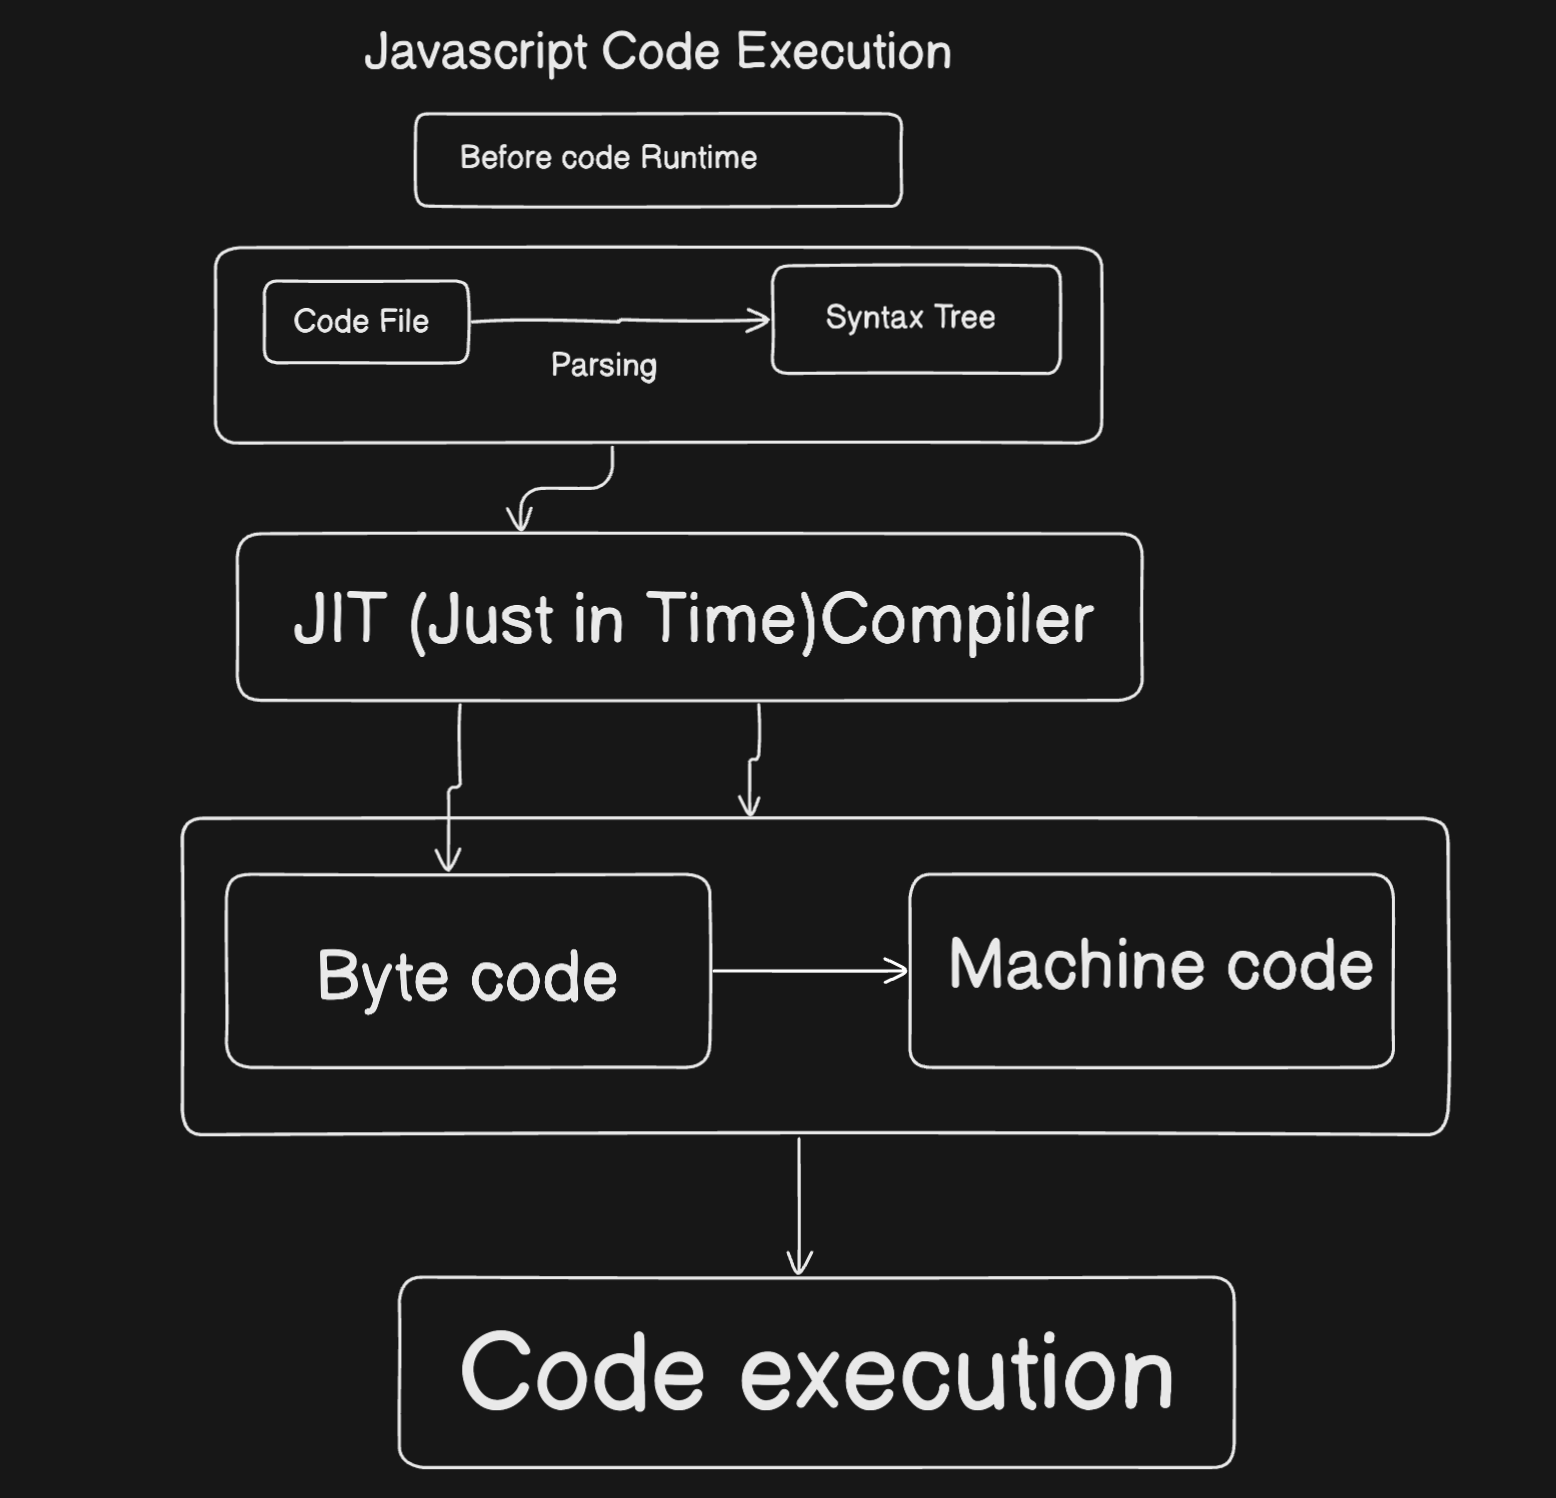 Javascript Code Execution
Before code Runtime
Code File
Syntax Tree
Parsing
JIT (Just in Time)Compiler
Byte code
Machine code
Code execution